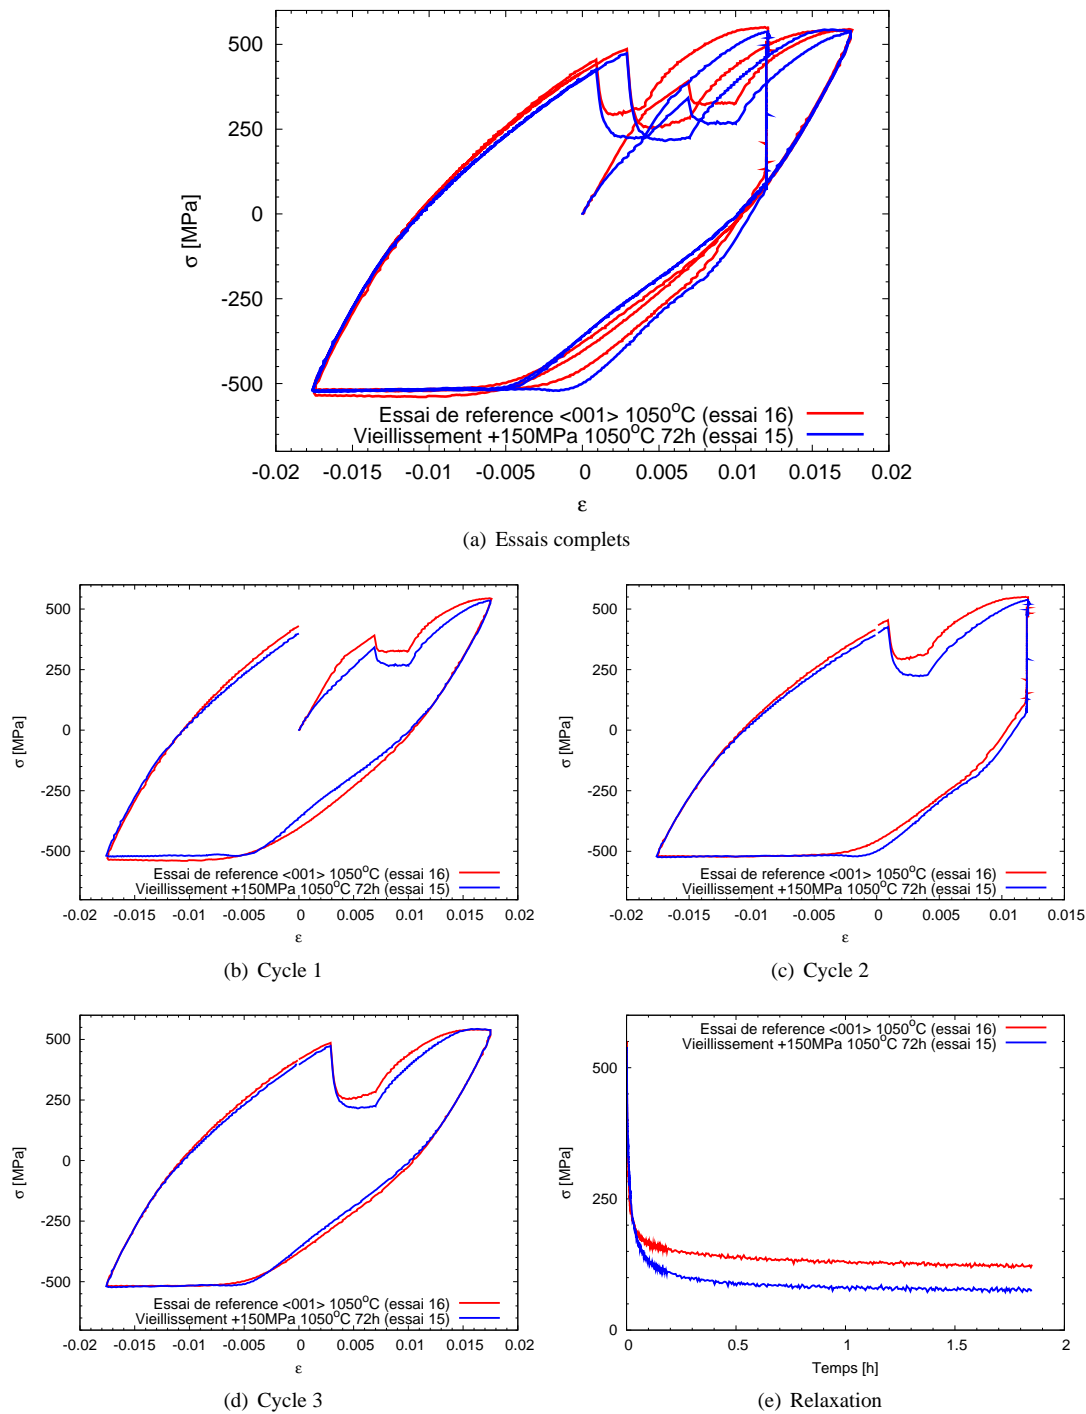 500
250
0
-250
-500
σ [MPa]
Essai de reference <001> 1050°C (essai 16)
Vieillissement +150MPa 1050°C 72h (essai 15)
-0.02 -0.015 -0.01 -0.005 0 0.005 0.01 0.015 0.02
ε
(a) Essais complets
500
250
0
-250
-500
σ [MPa]
Essai de reference <001> 1050°C (essai 16)
Vieillissement +150MPa 1050°C 72h (essai 15)
-0.02 -0.015 -0.01 -0.005 0 0.005 0.01 0.015 0.02
ε
(b) Cycle 1
500
250
0
-250
-500
σ [MPa]
Essai de reference <001> 1050°C (essai 16)
Vieillissement +150MPa 1050°C 72h (essai 15)
-0.02 -0.015 -0.01 -0.005 0 0.005 0.01 0.015
ε
(c) Cycle 2
500
250
0
-250
-500
σ [MPa]
Essai de reference <001> 1050°C (essai 16)
Vieillissement +150MPa 1050°C 72h (essai 15)
-0.02 -0.015 -0.01 -0.005 0 0.005 0.01 0.015 0.02
ε
(d) Cycle 3
Essai de reference <001> 1050°C (essai 16)
Vieillissement +150MPa 1050°C 72h (essai 15)
500
250
0
σ [MPa]
0 0.5 1 1.5 2
Temps [h]
(e) Relaxation